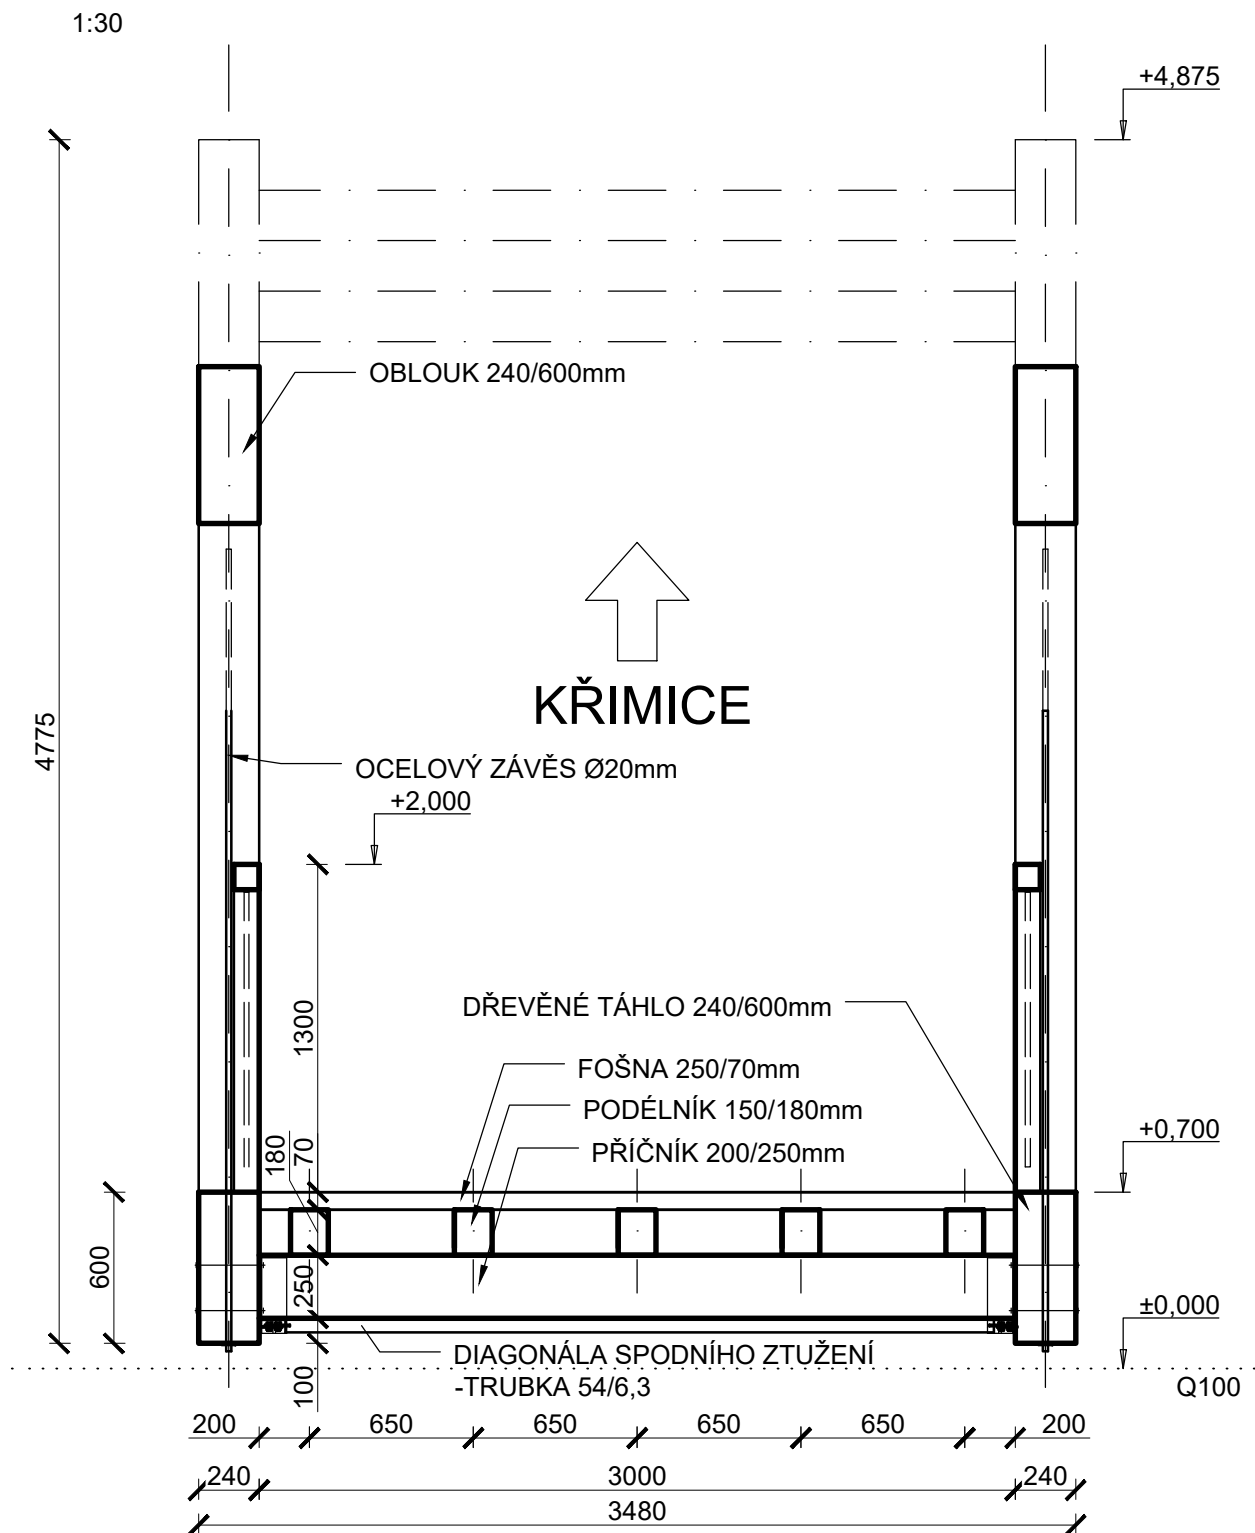 1:30
+4,875
OBLOUK 240/600mm
KŘIMICE
4775
OCELOVÝ ZÁVĚS Ø20mm
+2,000
1300
DŘEVĚNÉ TÁHLO 240/600mm
FOŠNA 250/70mm
PODÉLNÍK 150/180mm
PŘÍČNÍK 200/250mm
+0,700
180
70
600
250
±0,000
DIAGONÁLA SPODNÍHO ZTUŽENÍ
-TRUBKA 54/6,3
100
Q100
200 650 650 650 650 200
240 3000 240
3480